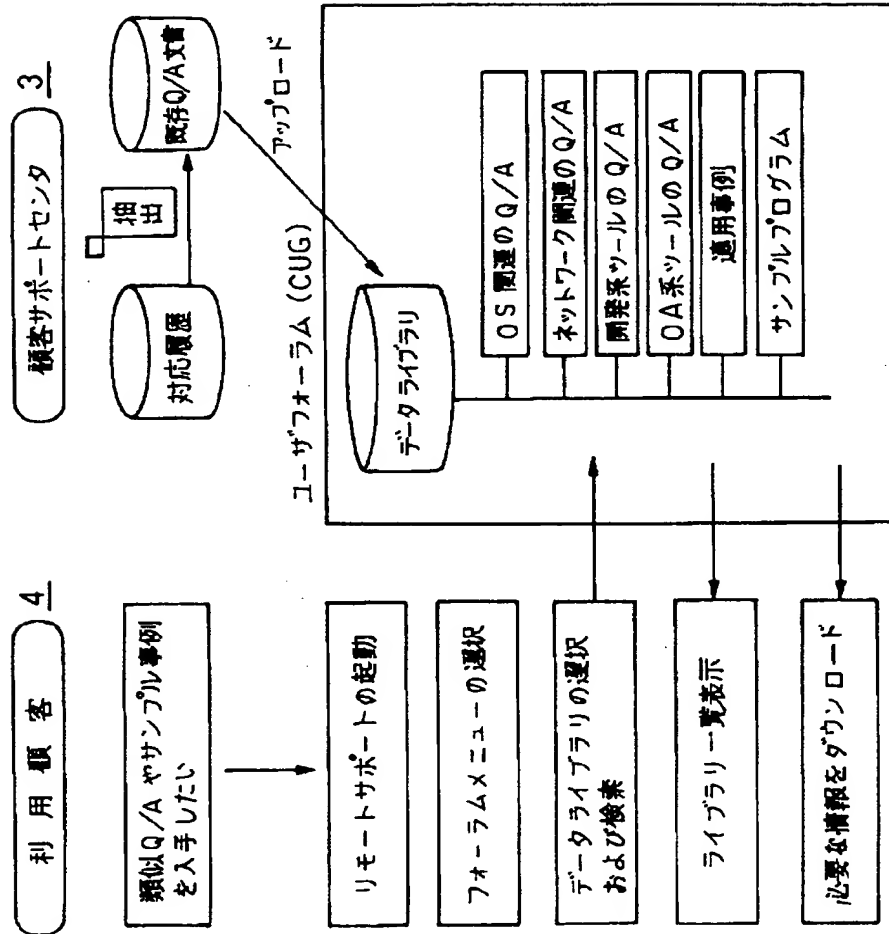 利用顧客 4
類似Q/Aやサンプル事例
を入手したい
リモートサポートの起動
フォーラムメニューの選択
データライブラリの選択
および検索
ライブラリ一覧表示
必要な情報をダウンロード
顧客サポートセンタ 3
対応履歴
抽出
既存Q/A文書
アップロード
ユーザフォーラム(CUG)
データライブラリ
OS関連のQ/A
ネットワーク関連のQ/A
開発系ツールのQ/A
OA系ツールのQ/A
適用事例
サンプルプログラム